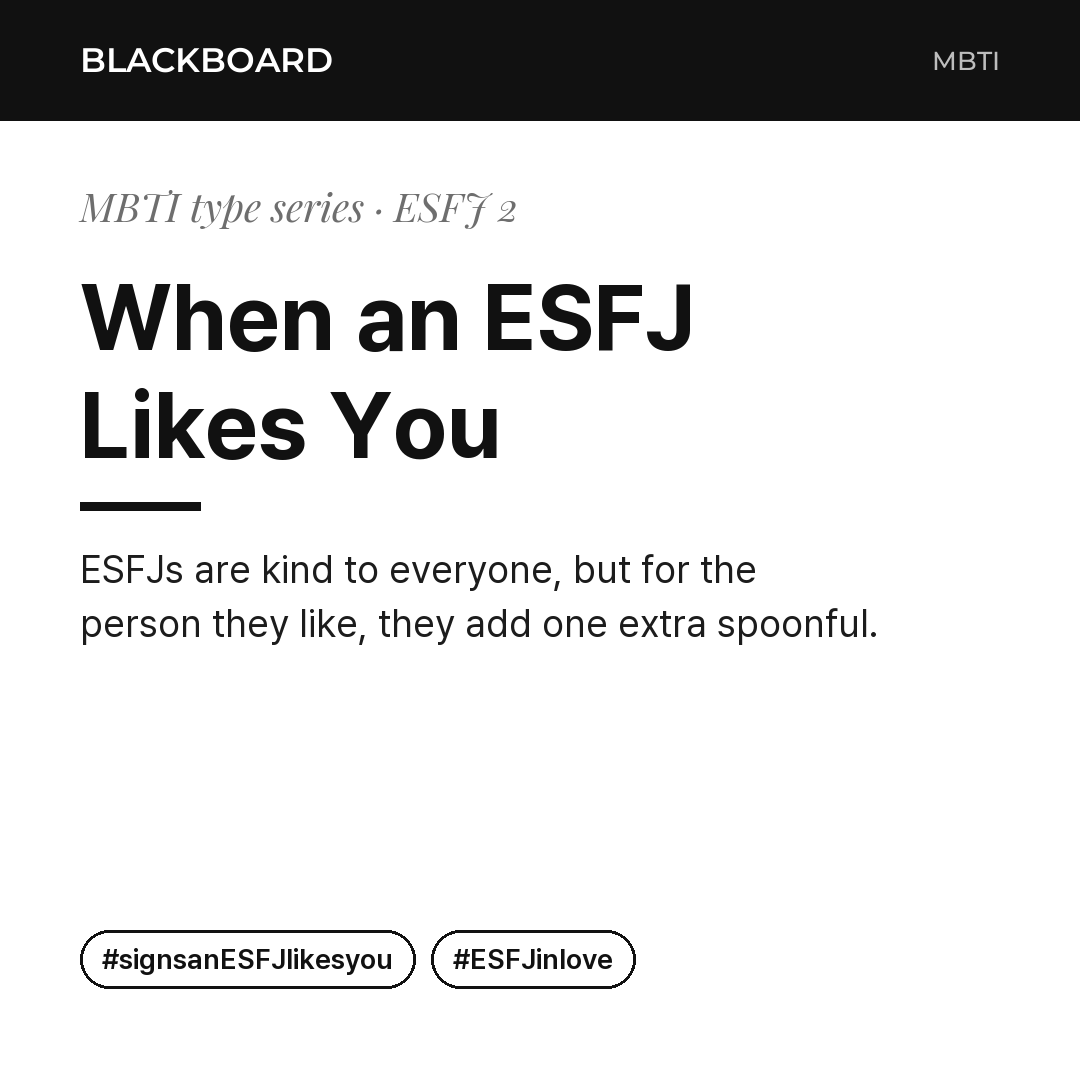 BLACKBOARD
MBTI
MBTI type series · ESFJ 2
When an ESFJ
Likes You
ESFJs are kind to everyone, but for the
person they like, they add one extra spoonful.
#signsanESFJlikesyou
#ESFJinlove